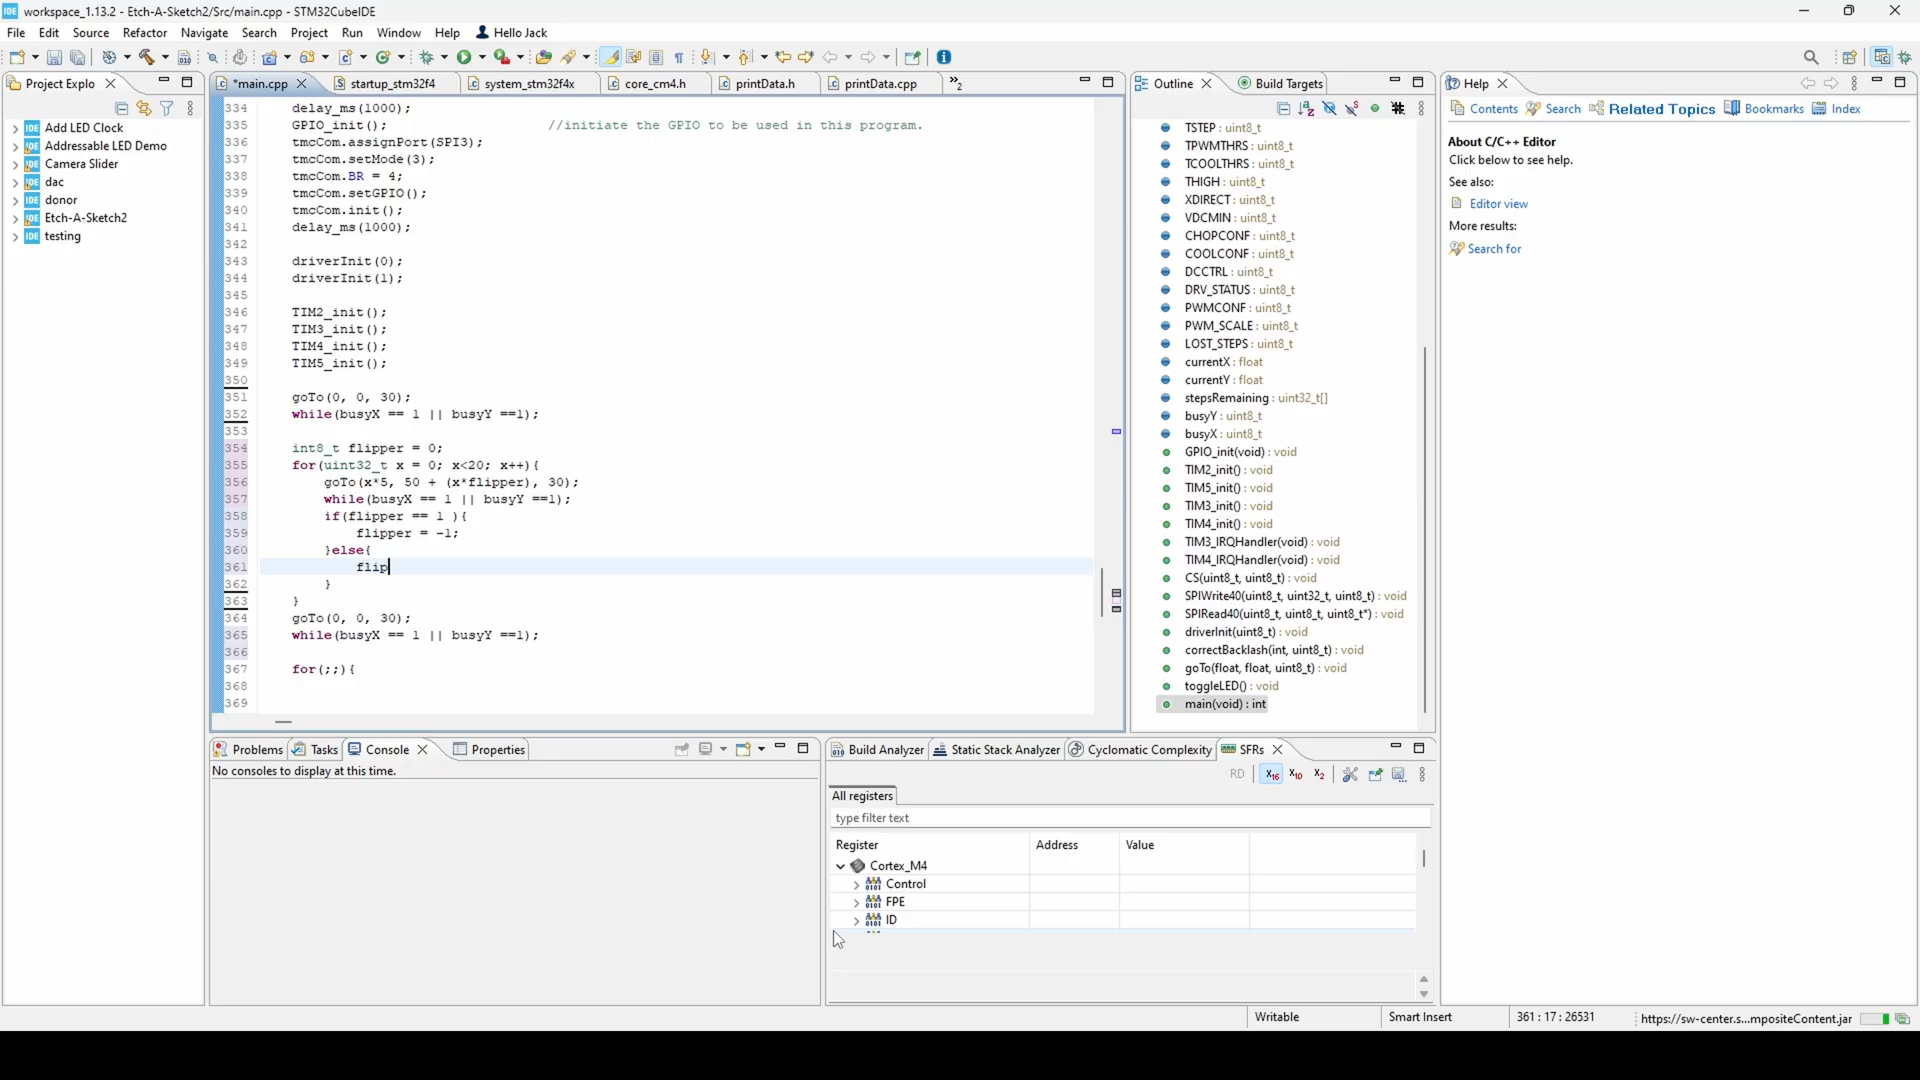 workspace_1.13.2 - Etch-A-Sketch2/Src/main.cpp - STM32CubeIDE
File Edit Source Refactor Navigate Search Project Run Window Help Hello Jack
Project Explo
Add LED Clock
Addressable LED Demo
Camera Slider
dac
donor
Etch-A-Sketch2
testing
*main.cpp startup_stm32f4 system_stm32f4x core_cm4.h printData.h printData.cpp »2
334 delay_ms(1000);
335 GPIO_init(); //initiate the GPIO to be used in this program.
336 tmcCom.assignPort(SPI3);
337 tmcCom.setMode(3);
338 tmcCom.BR = 4;
339 tmcCom.setGPIO();
340 tmcCom.init();
341 delay_ms(1000);
342
343 driverInit(0);
344 driverInit(1);
345
346 TIM2_init();
347 TIM3_init();
348 TIM4_init();
349 TIM5_init();
350
351 goTo(0, 0, 30);
352 while(busyX == 1 || busyY ==1);
353
354 int8_t flipper = 0;
355 for(uint32_t x = 0; x<20; x++){
356 goTo(x*5, 50 + (x*flipper), 30);
357 while(busyX == 1 || busyY ==1);
358 if(flipper == 1 ){
359 flipper = -1;
360 }else{
361 flip
362 }
363 }
364 goTo(0, 0, 30);
365 while(busyX == 1 || busyY ==1);
366
367 for(;;){
368
369
Outline Build Targets
TSTEP : uint8_t
TPWMTHRS : uint8_t
TCOOLTHRS : uint8_t
THIGH : uint8_t
XDIRECT : uint8_t
VDCMIN : uint8_t
CHOPCONF : uint8_t
COOLCONF : uint8_t
DCCTRL : uint8_t
DRV_STATUS : uint8_t
PWMCONF : uint8_t
PWM_SCALE : uint8_t
LOST_STEPS : uint8_t
currentX : float
currentY : float
stepsRemaining : uint32_t[]
busyY : uint8_t
busyX : uint8_t
GPIO_init(void) : void
TIM2_init() : void
TIM5_init() : void
TIM3_init() : void
TIM4_init() : void
TIM3_IRQHandler(void) : void
TIM4_IRQHandler(void) : void
CS(uint8_t, uint8_t) : void
SPIWrite40(uint8_t, uint32_t, uint8_t) : void
SPIRead40(uint8_t, uint8_t, uint8_t*) : void
driverInit(uint8_t) : void
correctBacklash(int, uint8_t) : void
goTo(float, float, uint8_t) : void
toggleLED() : void
main(void) : int
Help
Contents Search Related Topics Bookmarks Index
About C/C++ Editor
Click below to see help.
See also:
Editor view
More results:
Search for
Problems Tasks Console Properties
No consoles to display at this time.
Build Analyzer Static Stack Analyzer Cyclomatic Complexity SFRs
RD X16 X10 X2
All registers
type filter text
Register Address Value
Cortex_M4
Control
FPE
ID
Writable Smart Insert 361 : 17 : 26531 https://sw-center.s...mpositeContent.jar